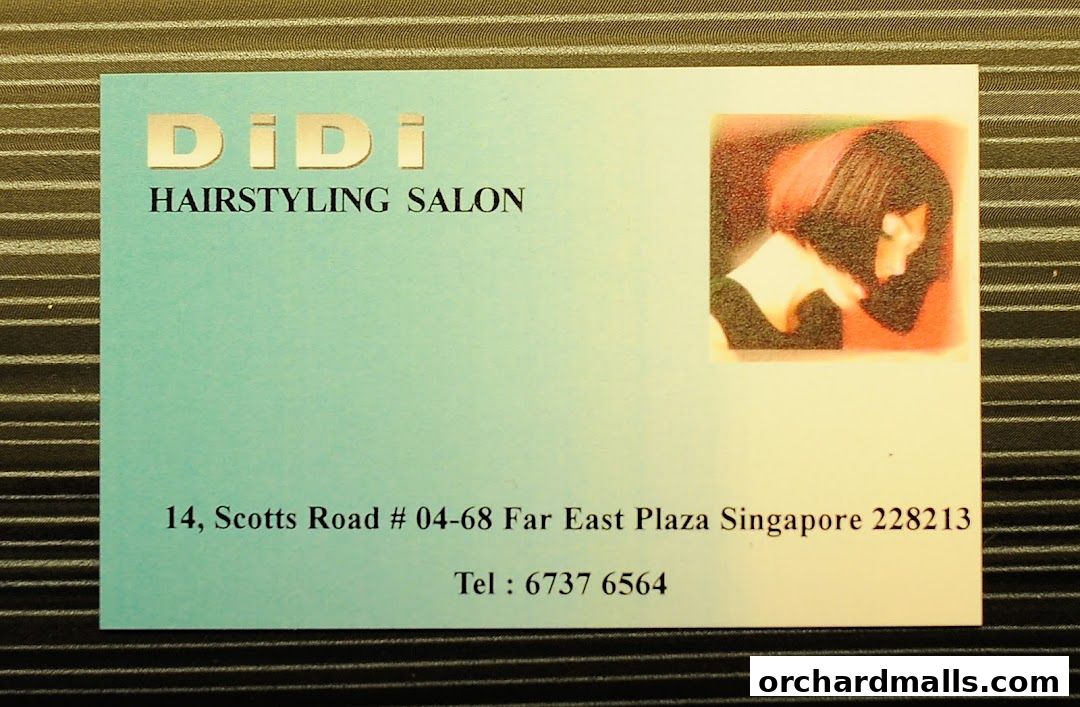 DiDi
HAIRSTYLING SALON
14, Scotts Road # 04-68 Far East Plaza Singapore 228213
Tel : 6737 6564
orchardmalls.com